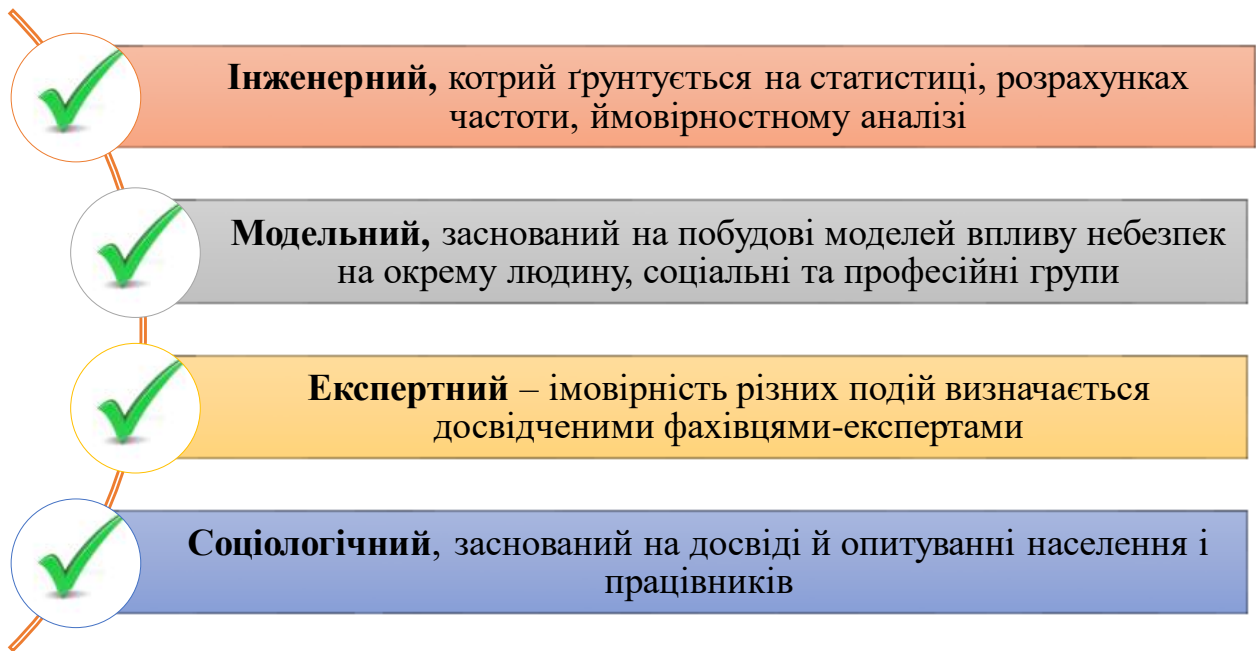 Інженерний, котрий ґрунтується на статистиці, розрахунках
частоти, ймовірностному аналізі
Модельний, заснований на побудові моделей впливу небезпек
на окрему людину, соціальні та професійні групи
Експертний – імовірність різних подій визначається
досвідченими фахівцями-експертами
Соціологічний, заснований на досвіді й опитуванні населення і
працівників